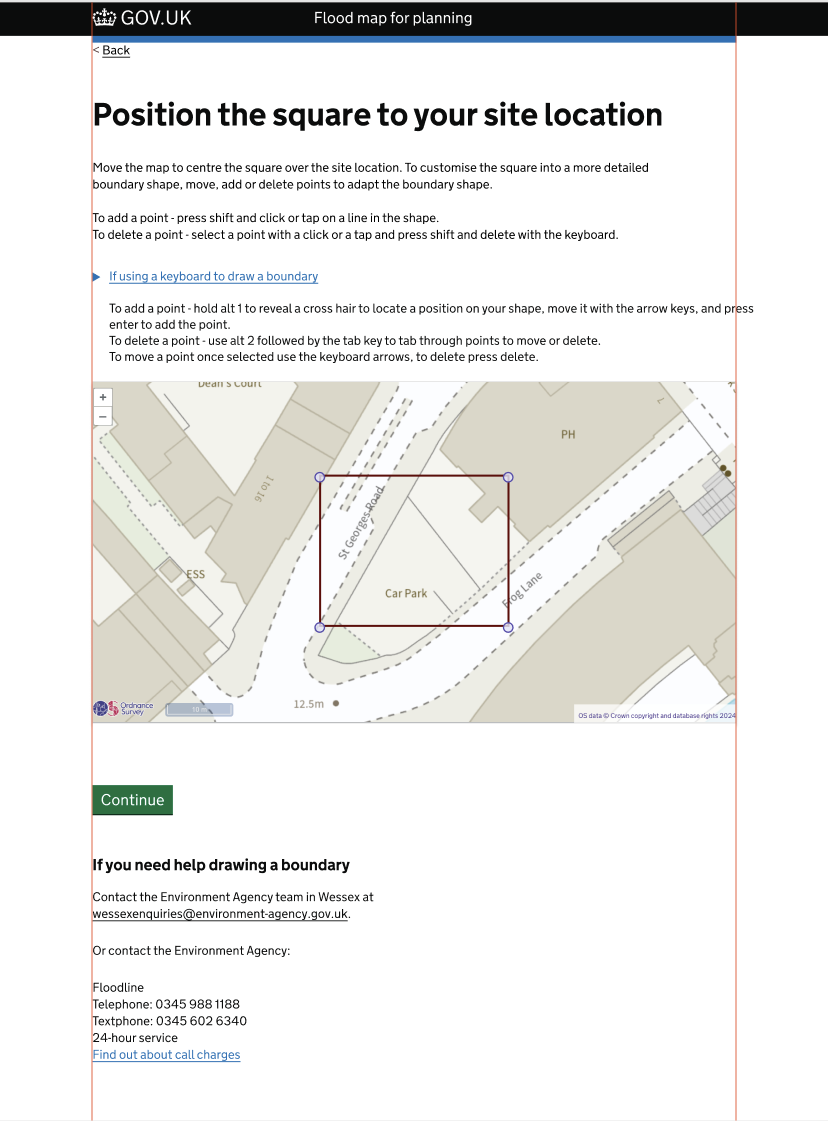 GOV.UK
Flood map for planning
< Back
Position the square to your site location
Move the map to centre the square over the site location. To customise the square into a more detailed
boundary shape, move, add or delete points to adapt the boundary shape.
To add a point - press shift and click or tap on a line in the shape.
To delete a point - select a point with a click or a tap and press shift and delete with the keyboard.
If using a keyboard to draw a boundary
To add a point - hold alt 1 to reveal a cross hair to locate a position on your shape, move it with the arrow keys, and press
enter to add the point.
To delete a point - use alt 2 followed by the tab key to tab through points to move or delete.
To move a point once selected use the keyboard arrows, to delete press delete.
Dean's Court
+
−
PH
1 to 16
St Georges Road
ESS
Car Park
Frog Lane
12.5m
Ordnance
Survey
10 m
OS data © Crown copyright and database rights 2024
Continue
If you need help drawing a boundary
Contact the Environment Agency team in Wessex at
wessexenquiries@environment-agency.gov.uk.
Or contact the Environment Agency:
Floodline
Telephone: 0345 988 1188
Textphone: 0345 602 6340
24-hour service
Find out about call charges